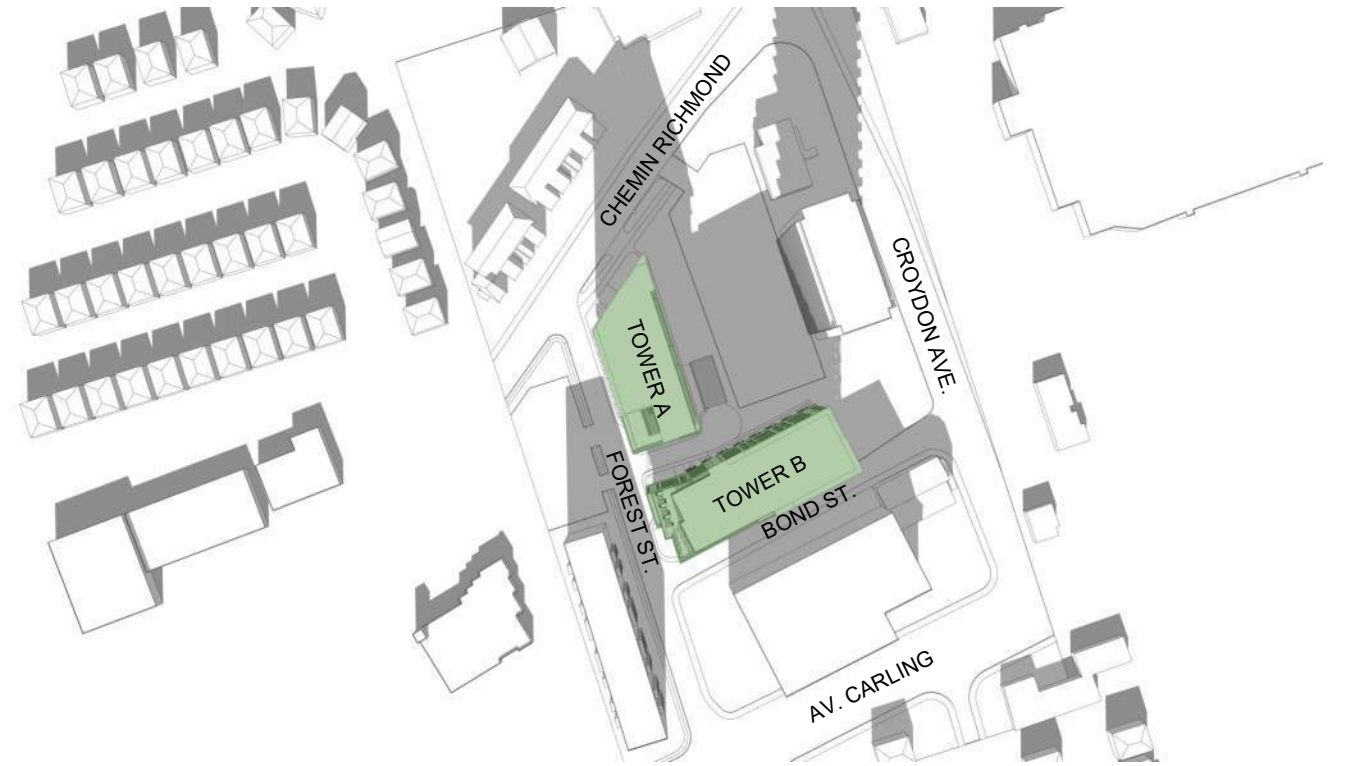 CHEMIN RICHMOND
CROYDON AVE.
TOWER A
FOREST ST.
TOWER B
BOND ST.
AV. CARLING